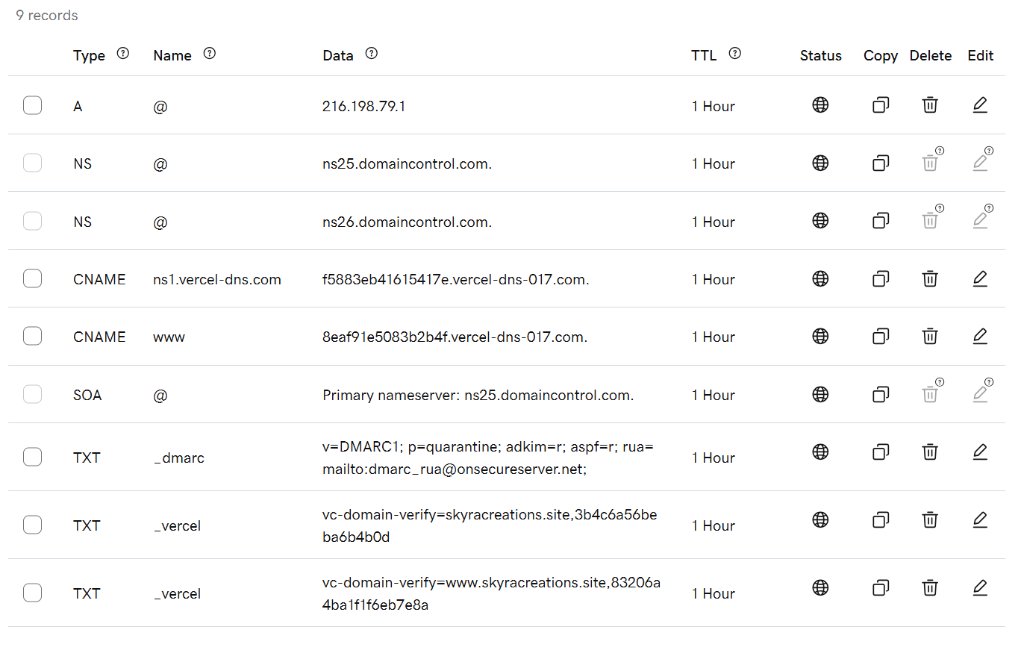 9 records
Type Name Data TTL Status Copy Delete Edit
A @ 216.198.79.1 1 Hour
NS @ ns25.domaincontrol.com. 1 Hour
NS @ ns26.domaincontrol.com. 1 Hour
CNAME ns1.vercel-dns.com f5883eb41615417e.vercel-dns-017.com. 1 Hour
CNAME www 8eaf91e5083b2b4f.vercel-dns-017.com. 1 Hour
SOA @ Primary nameserver: ns25.domaincontrol.com. 1 Hour
TXT _dmarc v=DMARC1; p=quarantine; adkim=r; aspf=r; rua=
mailto:dmarc_rua@onsecureserver.net; 1 Hour
TXT _vercel vc-domain-verify=skyracreations.site,3b4c6a56be
ba6b4b0d 1 Hour
TXT _vercel vc-domain-verify=www.skyracreations.site,83206a
4ba1f1f6eb7e8a 1 Hour